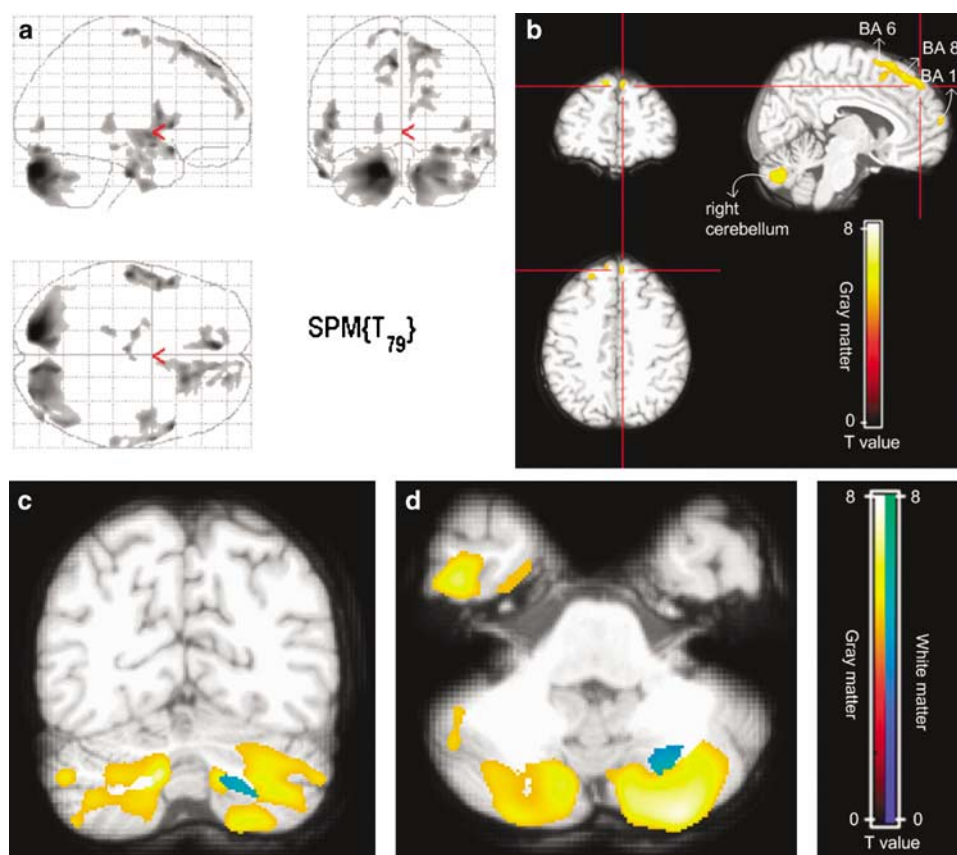 a
SPM{T79}
b
BA 6
BA 8
BA 1
right
cerebellum
8
Gray matter
0
T value
c
d
8 8
Gray matter
White matter
0 0
T value